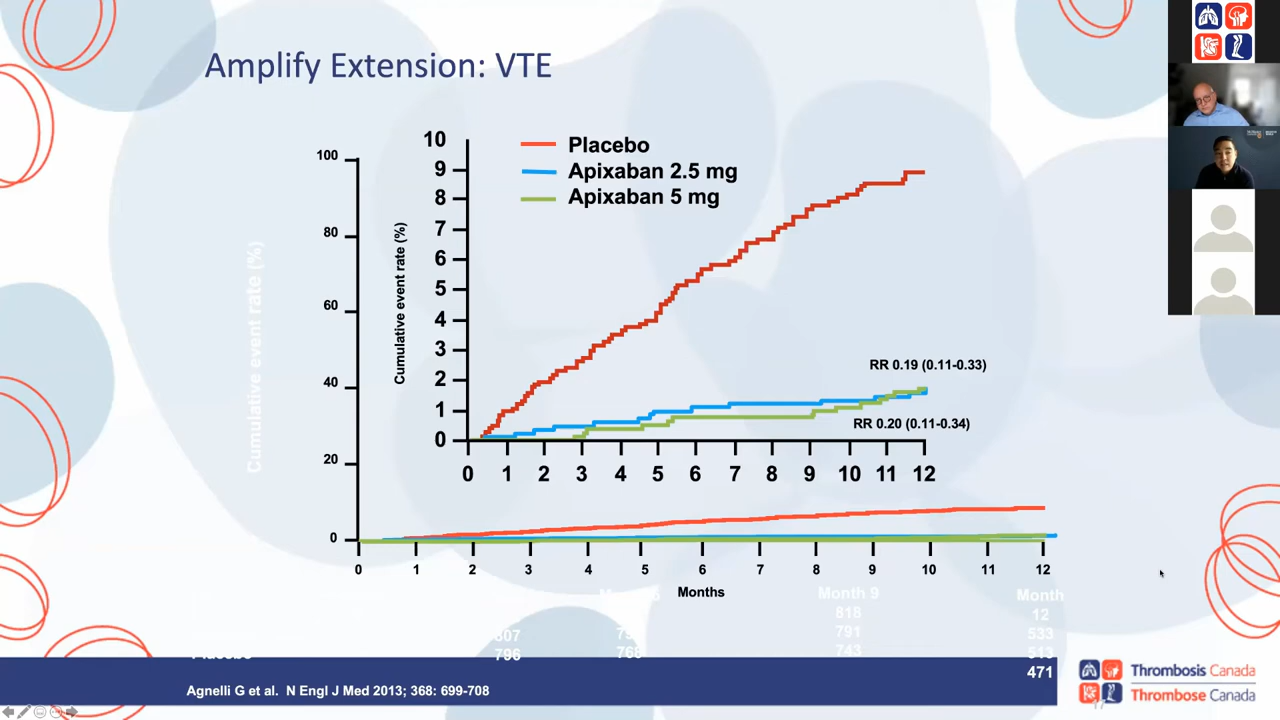 Amplify Extension: VTE
Placebo
Apixaban 2.5 mg
Apixaban 5 mg
10
9
8
7
6
5
4
3
2
1
0
Cumulative event rate (%)
RR 0.19 (0.11-0.33)
RR 0.20 (0.11-0.34)
0 1 2 3 4 5 6 7 8 9 10 11 12
100
80
60
40
20
0
Cumulative event rate (%)
0 1 2 3 4 5 6 7 8 9 10 11 12
Months
Month 9
Month
12
818
791
533
807
743
513
796
768
471
Placebo
Agnelli G et al. N Engl J Med 2013; 368: 699-708
Thrombosis Canada
Thrombose Canada
17